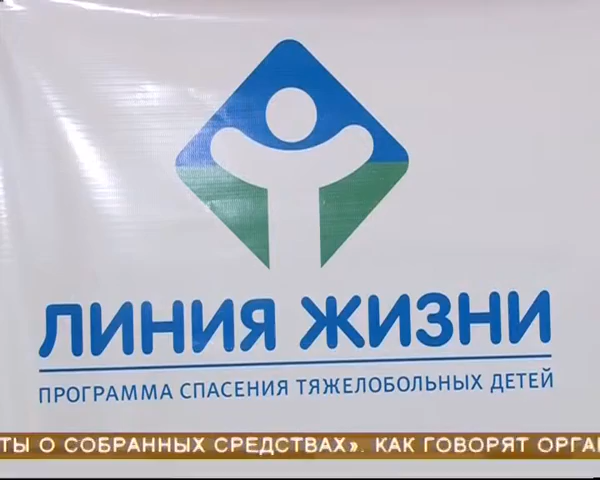 ЛИНИЯ ЖИЗНИ
ПРОГРАММА СПАСЕНИЯ ТЯЖЕЛОБОЛЬНЫХ ДЕТЕЙ
О СОБРАННЫХ СРЕДСТВАХ». КАК ГОВОРЯТ